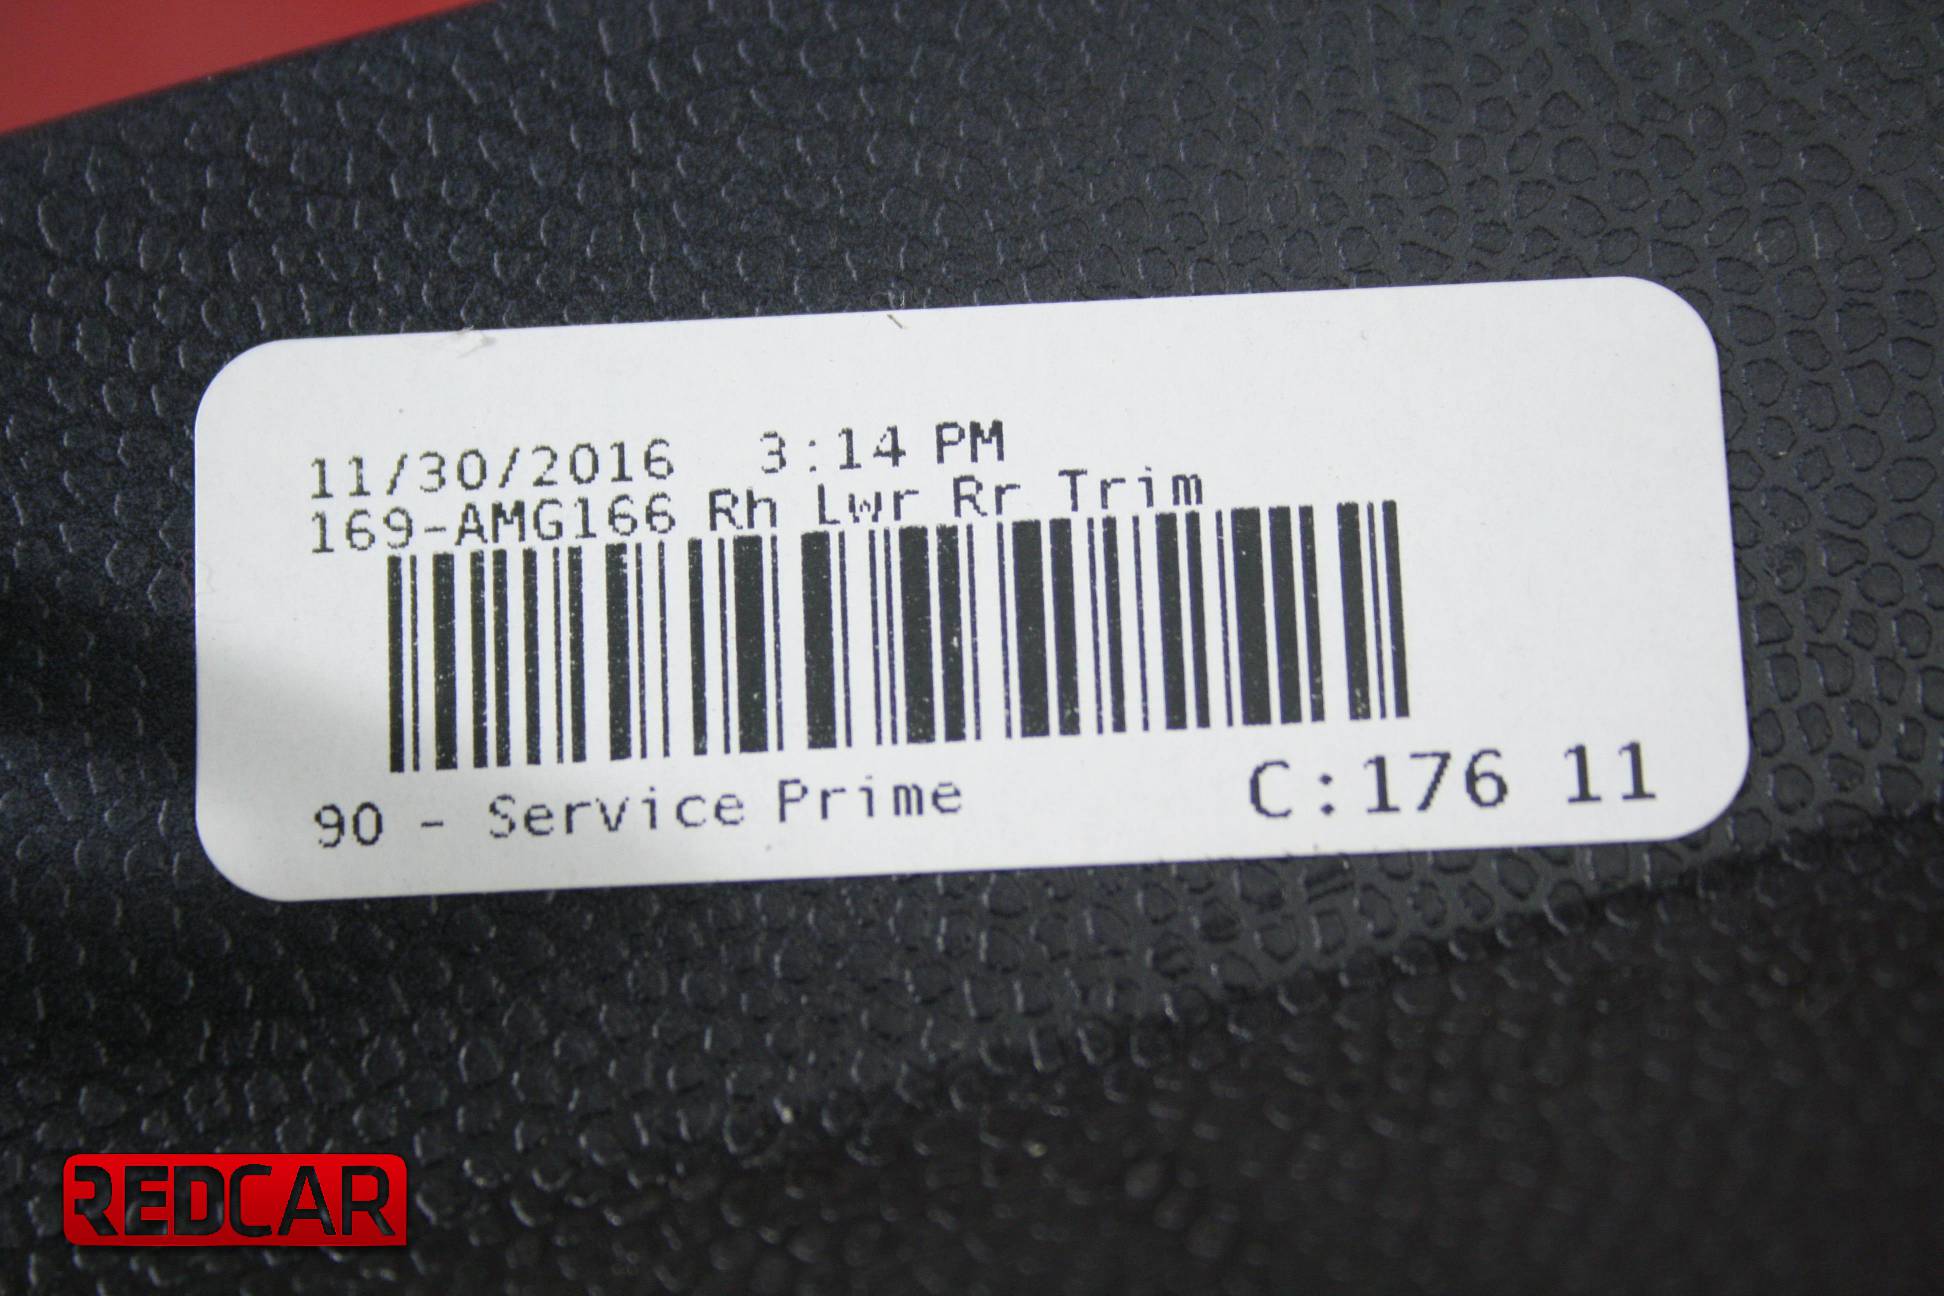 11/30/2016 3:14 PM
169-AMG166 Rh Lwr Rr Trim
90 - Service Prime
C:176 11
REDCAR